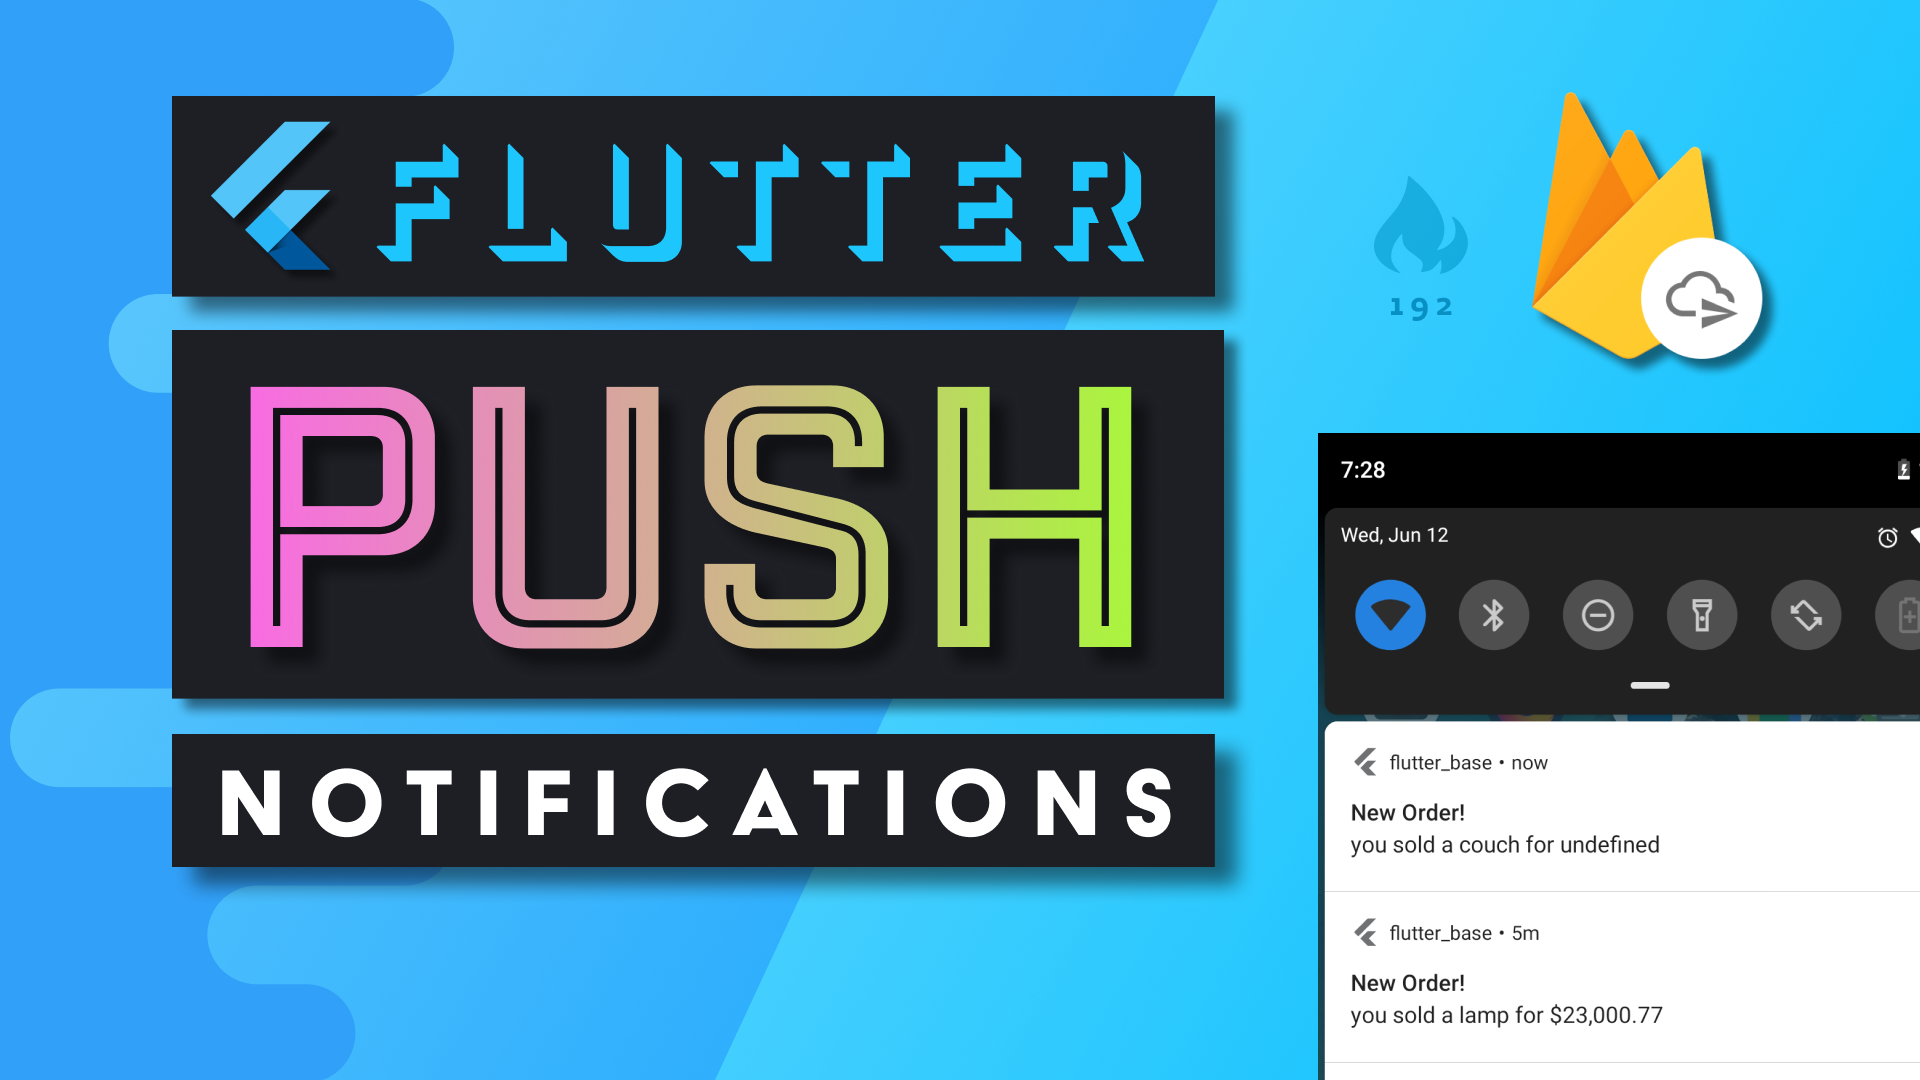 FLUTTER
PUSH
NOTIFICATIONS
192
7:28
Wed, Jun 12
flutter_base • now
New Order!
you sold a couch for undefined
flutter_base • 5m
New Order!
you sold a lamp for $23,000.77